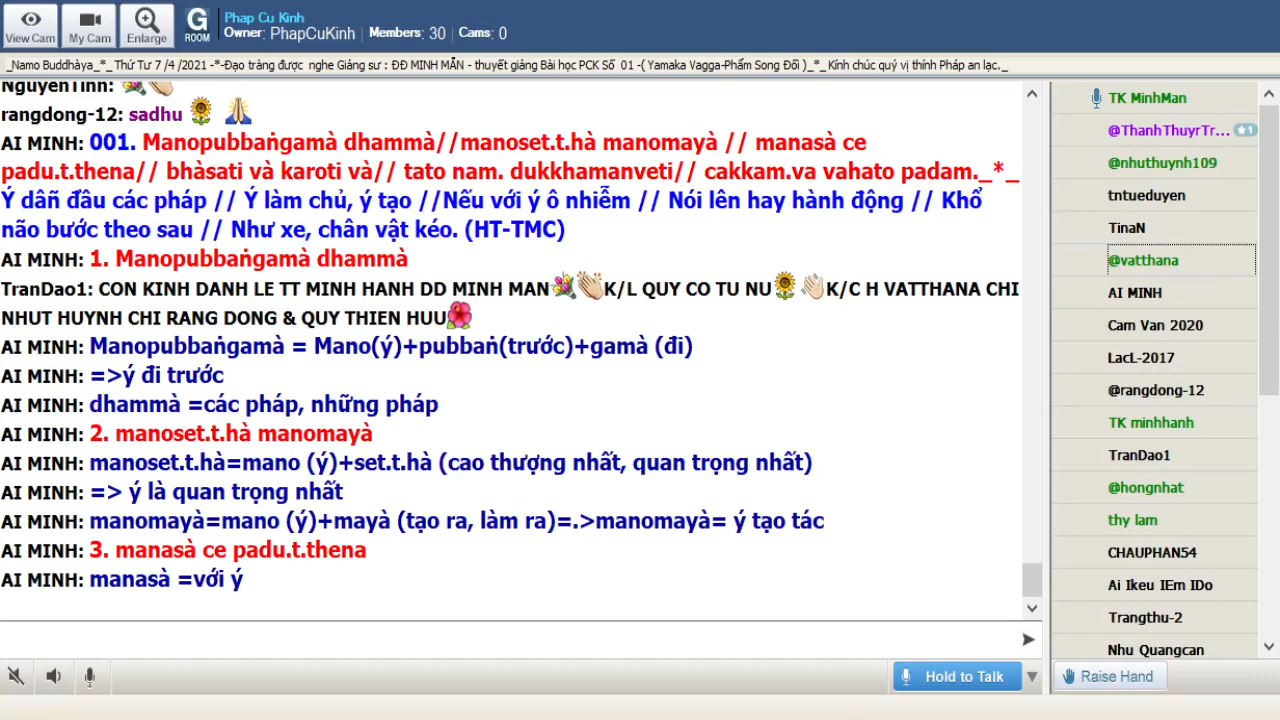 View Cam
My Cam
Enlarge
G
ROOM
Phap Cu Kinh
Owner: PhapCuKinh | Members: 30 | Cams: 0
_Namo Buddhàya_*_ Thứ Tư 7 /4 /2021 -*-Đạo tràng được nghe Giảng sư : ĐĐ MINH MẪN - thuyết giảng Bài học PCK Số 01 -( Yamaka Vagga-Phẩm Song Đối )_*_ Kính chúc quý vị thính Pháp an lạc._
NguyenTinh:
rangdong-12: sadhu
AI MINH: 001. Manopubbaṅgamà dhammà//manoset.t.hà manomayà // manasà ce
padu.t.thena// bhàsati và karoti và// tato nam. dukkhamanveti// cakkam.va vahato padam._*_
Ý dẫn đầu các pháp // Ý làm chủ, ý tạo //Nếu với ý ô nhiễm // Nói lên hay hành động // Khổ
não bước theo sau // Như xe, chân vật kéo. (HT-TMC)
AI MINH: 1. Manopubbaṅgamà dhammà
TranDao1: CON KINH DANH LE TT MINH HANH DD MINH MAN K/L QUY CO TU NU K/C H VATTHANA CHI
NHUT HUYNH CHI RANG DONG & QUY THIEN HUU
AI MINH: Manopubbaṅgamà = Mano(ý)+pubbaṅ(trước)+gamà (đi)
AI MINH: =>ý đi trước
AI MINH: dhammà =các pháp, những pháp
AI MINH: 2. manoset.t.hà manomayà
AI MINH: manoset.t.hà=mano (ý)+set.t.hà (cao thượng nhất, quan trọng nhất)
AI MINH: => ý là quan trọng nhất
AI MINH: manomayà=mano (ý)+mayà (tạo ra, làm ra)=.>manomayà= ý tạo tác
AI MINH: 3. manasà ce padu.t.thena
AI MINH: manasà =với ý
Hold to Talk
TK MinhMan
@ThanhThuyrTr... ★1
@nhuthuynh109
tntueduyen
TinaN
@vatthana
AI MINH
Cam Van 2020
LacL-2017
@rangdong-12
TK minhhanh
TranDao1
@hongnhat
thy lam
CHAUPHAN54
Ai Ikeu IEm IDo
Trangthu-2
Nhu Quangcan
Raise Hand